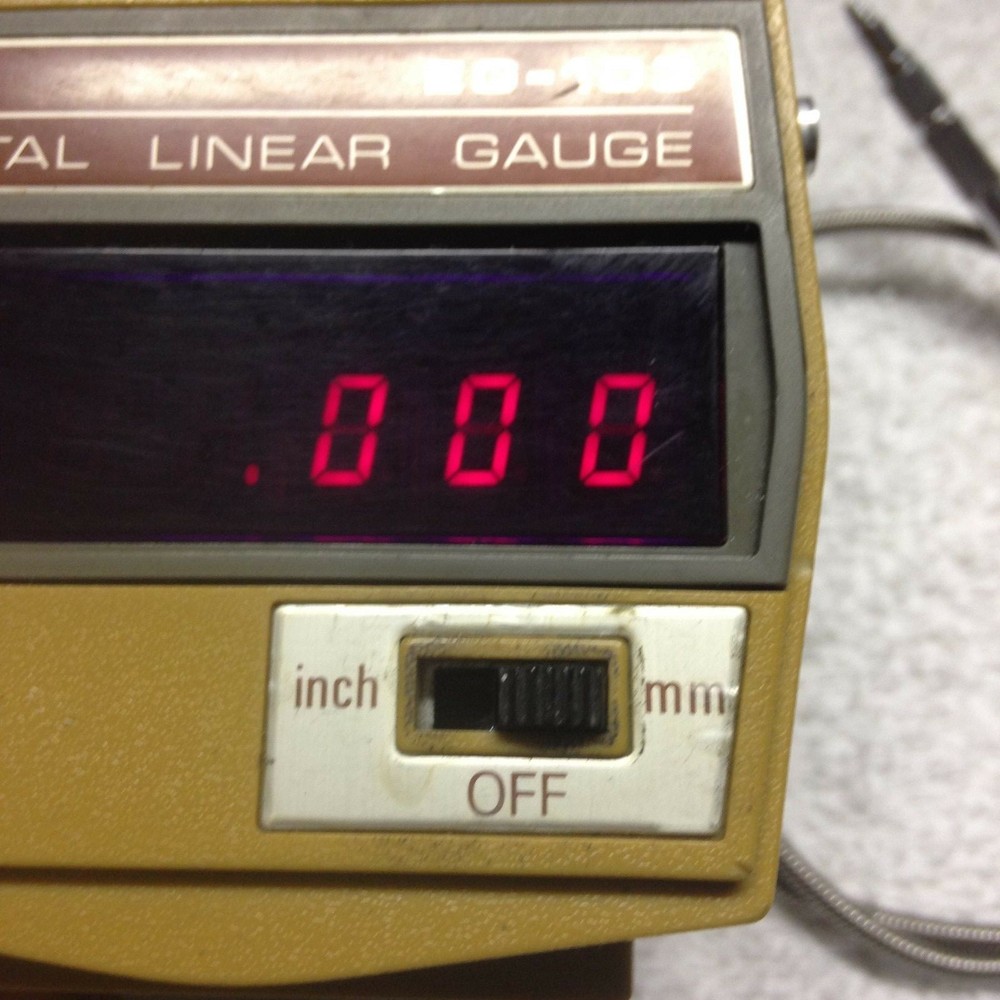 TAL LINEAR GAUGE
.000
inch mm
OFF